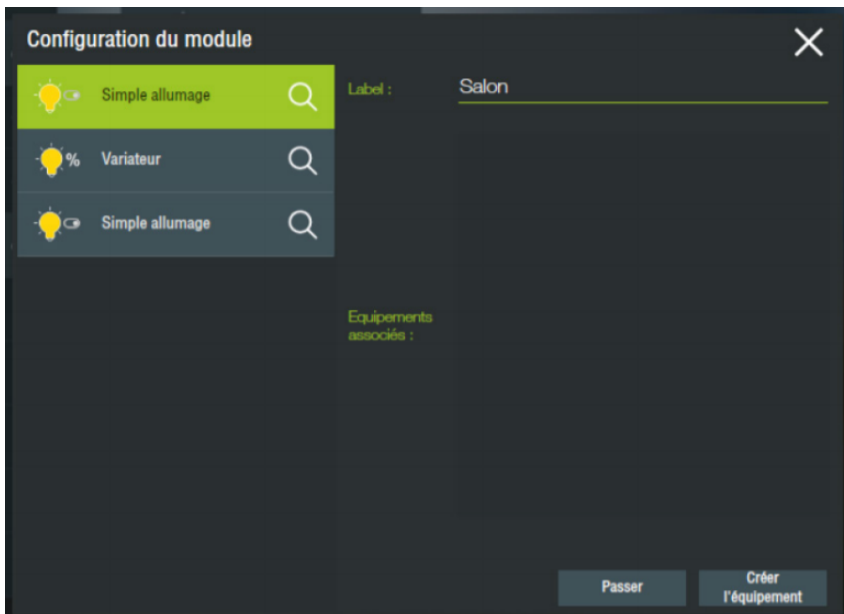 Configuration du module
Simple allumage
Label :
Salon
% Variateur
Simple allumage
Equipements
associés :
Passer
Créer
l'équipement